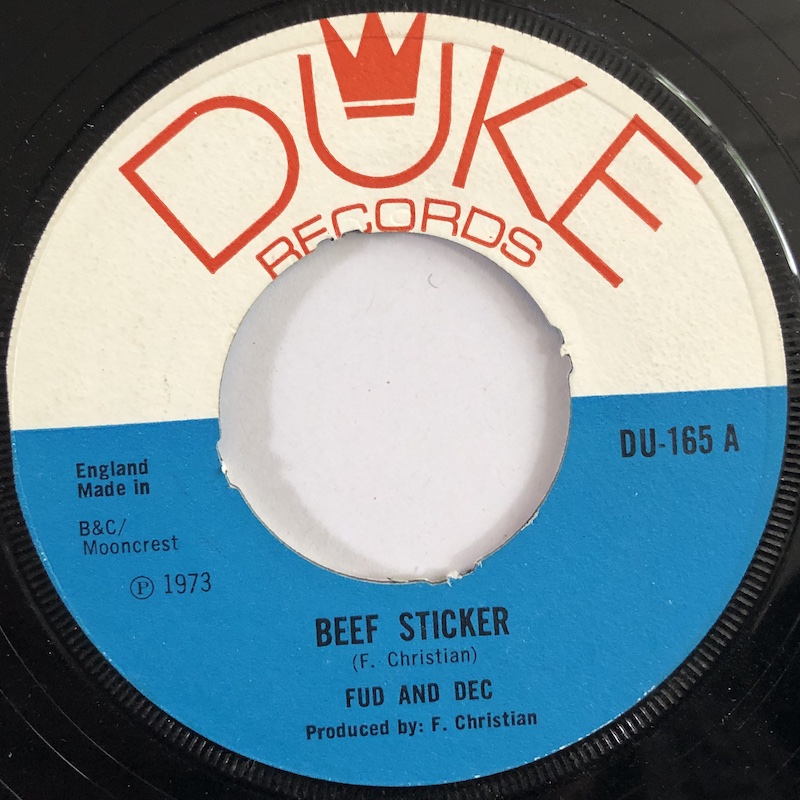 DUKE
RECORDS
DU-165 A
England
Made in
B&C/
Mooncrest
Ⓟ 1973
BEEF STICKER
(F. Christian)
FUD AND DEC
Produced by: F. Christian